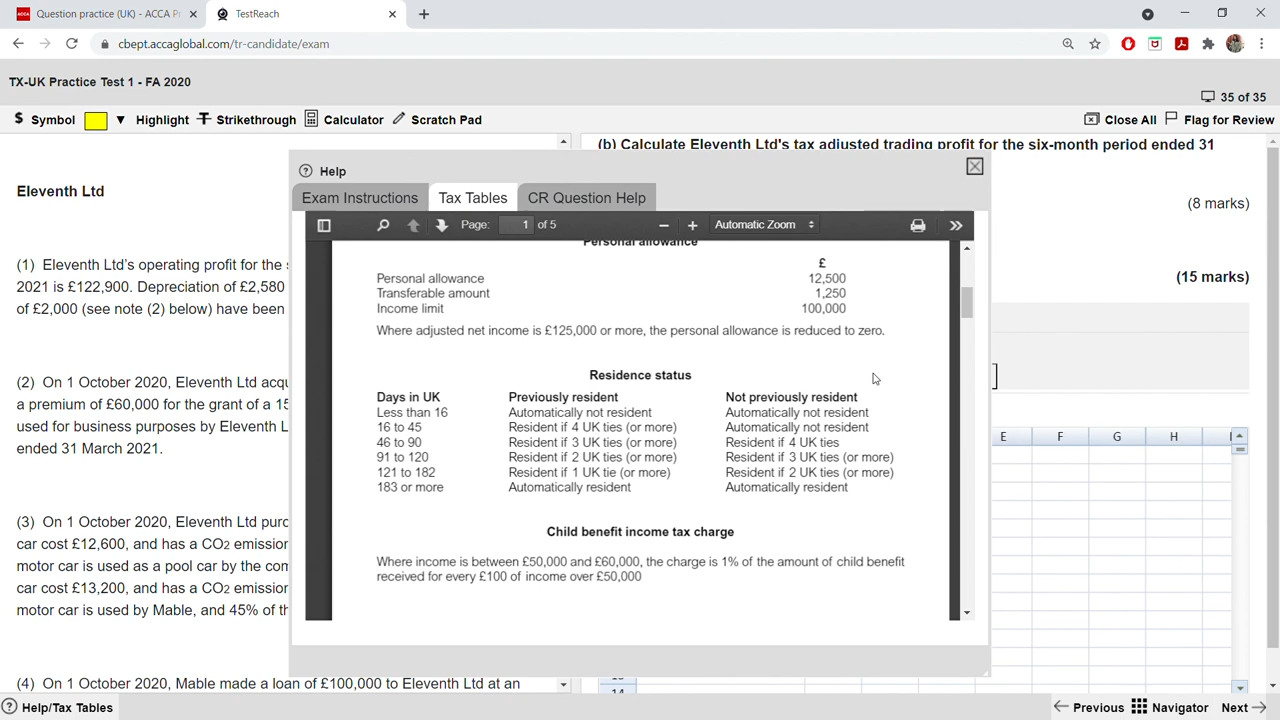 Question practice (UK) - ACCA P
TestReach
cbept.accaglobal.com/tr-candidate/exam
TX-UK Practice Test 1 - FA 2020
35 of 35
$ Symbol Highlight Strikethrough Calculator Scratch Pad
Close All Flag for Review
Eleventh Ltd
(1) Eleventh Ltd's operating profit for the
2021 is £122,900. Depreciation of £2,580
of £2,000 (see note (2) below) have been
(2) On 1 October 2020, Eleventh Ltd acqu
a premium of £60,000 for the grant of a 15
used for business purposes by Eleventh L
ended 31 March 2021.
(3) On 1 October 2020, Eleventh Ltd purc
car cost £12,600, and has a CO2 emission
motor car is used as a pool car by the com
car cost £13,200, and has a CO2 emission
motor car is used by Mable, and 45% of th
(4) On 1 October 2020, Mable made a loan of £100,000 to Eleventh Ltd at an
(b) Calculate Eleventh Ltd's tax adjusted trading profit for the six-month period ended 31
(8 marks)
(15 marks)
E F G H
14
Help
Exam Instructions Tax Tables CR Question Help
Page: 1 of 5
Automatic Zoom
Personal allowance
£
Personal allowance 12,500
Transferable amount 1,250
Income limit 100,000
Where adjusted net income is £125,000 or more, the personal allowance is reduced to zero.
Residence status
Days in UK Previously resident Not previously resident
Less than 16 Automatically not resident Automatically not resident
16 to 45 Resident if 4 UK ties (or more) Automatically not resident
46 to 90 Resident if 3 UK ties (or more) Resident if 4 UK ties
91 to 120 Resident if 2 UK ties (or more) Resident if 3 UK ties (or more)
121 to 182 Resident if 1 UK tie (or more) Resident if 2 UK ties (or more)
183 or more Automatically resident Automatically resident
Child benefit income tax charge
Where income is between £50,000 and £60,000, the charge is 1% of the amount of child benefit
received for every £100 of income over £50,000
Help/Tax Tables
Previous Navigator Next